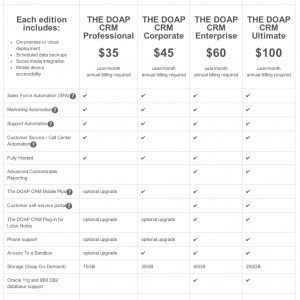 Each edition includes:
• On-premise or cloud deployment
• Scheduled data backups
• Social media integration
• Mobile device accessibility
THE DOAP CRM Professional
$35
user/month
annual billing required
THE DOAP CRM Corporate
$45
user/month
annual billing required
THE DOAP CRM Enterprise
$60
user/month
annual billing required
THE DOAP CRM Ultimate
$100
user/month
annual billing required
Sales Force Automation (SFA) ? ✔ ✔ ✔ ✔
Marketing Automation ? ✔ ✔ ✔ ✔
Support Automation ? ✔ ✔ ✔ ✔
Customer Service / Call Center Automation ? ✔ ✔ ✔ ✔
Fully Hosted ✔ ✔ ✔ ✔
Advanced Customizable Reporting ✔ ✔
The DOAP CRM Mobile Plus ? optional upgrade ✔ ✔ ✔
Customer self-service portal ? ✔ ✔
The DOAP CRM Plug-in for Lotus Notes optional upgrade optional upgrade ✔ ✔
Phone support optional upgrade optional upgrade ✔ ✔
Access To a Sandbox optional upgrade optional upgrade ✔ ✔
Storage (Doap On-Demand) 15GB 30GB 60GB 250GB
Oracle 11g and IBM DB2 database support ✔ ✔